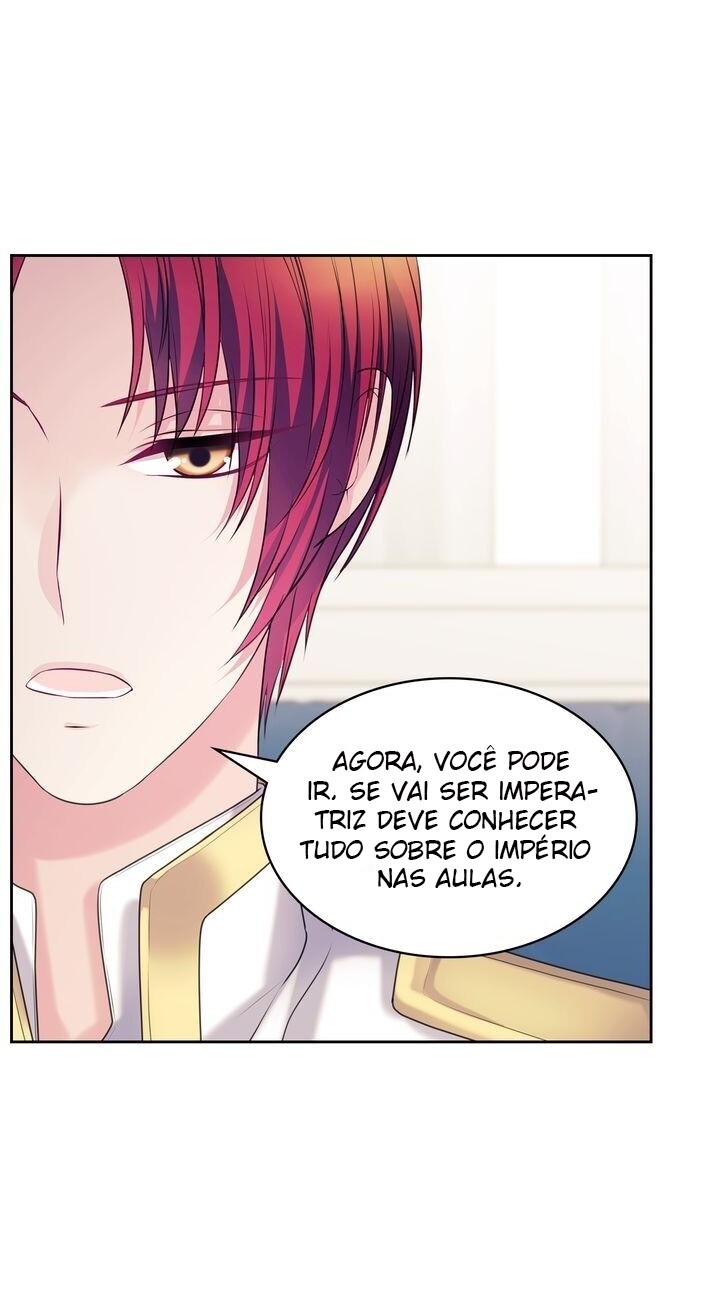 AGORA, VOCÊ PODE
IR. SE VAI SER IMPERA-
TRIZ DEVE CONHECER
TUDO SOBRE O IMPÉRIO
NAS AULAS.